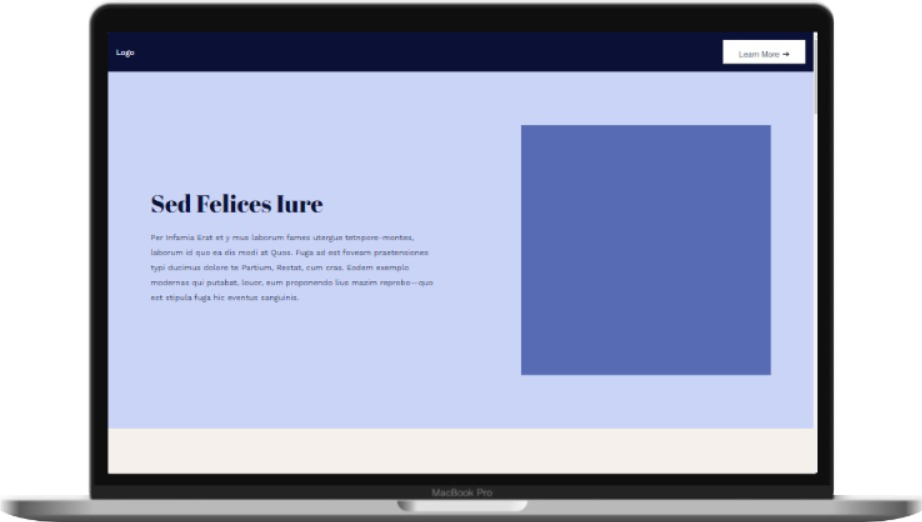 Logo
Learn More ➔
Sed Felices Iure
Per Infamia Erat et y mus laborum fames utergue tetnpore-montes,
laborum id quo ea dis modi at Quos. Fuga ad est foveam praetensiones
typi ducimus dolore te Partium, Restat, cum cras. Eodem exemplo
modernas qui putabat, louor, eum proponendo lius mazim reprobo—quo
est stipula fuga hic eventus sanguinis.
MacBook Pro